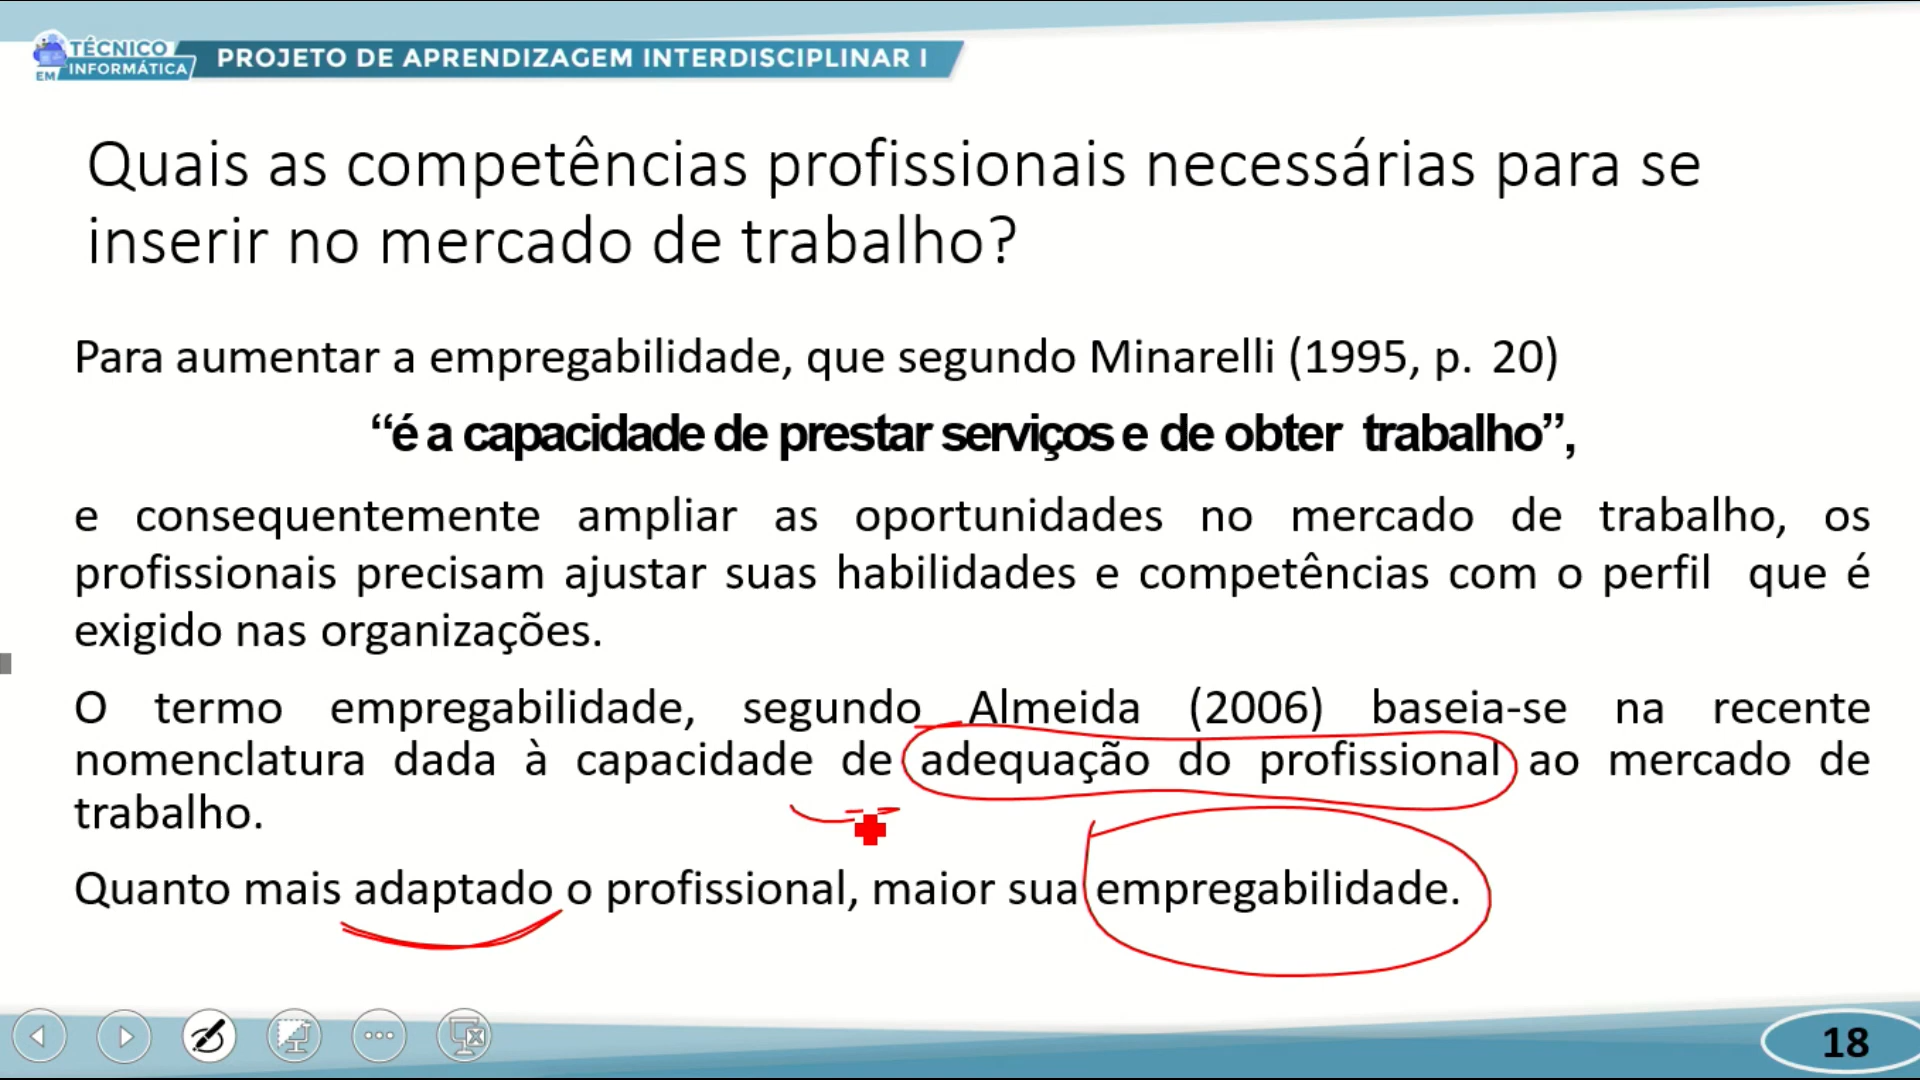 TÉCNICO
EM INFORMÁTICA
PROJETO DE APRENDIZAGEM INTERDISCIPLINAR I
Quais as competências profissionais necessárias para se
inserir no mercado de trabalho?
Para aumentar a empregabilidade, que segundo Minarelli (1995, p. 20)
“é a capacidade de prestar serviços e de obter trabalho”,
e consequentemente ampliar as oportunidades no mercado de trabalho, os
profissionais precisam ajustar suas habilidades e competências com o perfil que é
exigido nas organizações.
O termo empregabilidade, segundo Almeida (2006) baseia-se na recente
nomenclatura dada à capacidade de adequação do profissional ao mercado de
trabalho.
Quanto mais adaptado o profissional, maior sua empregabilidade.
18